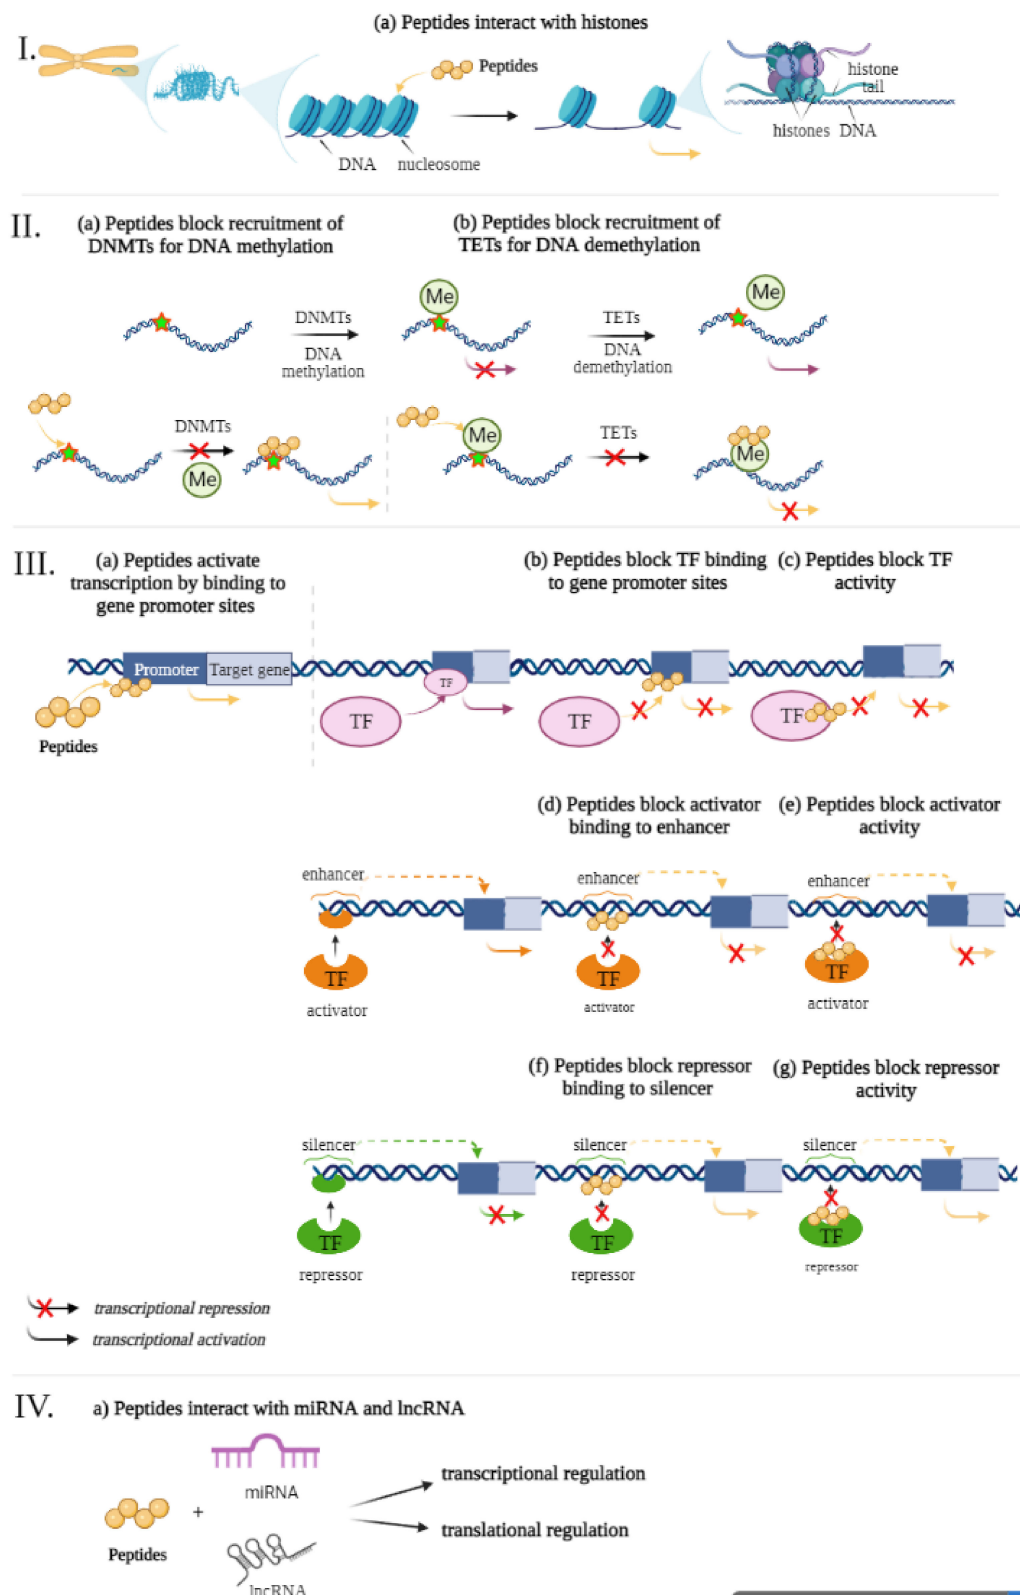 (a) Peptides interact with histones
I.
Peptides
histone
tail
DNA
nucleosome
histones
DNA
II.
(a) Peptides block recruitment of
DNMTs for DNA methylation
(b) Peptides block recruitment of
TETs for DNA demethylation
Me
Me
DNMTs
DNA
methylation
TETs
DNA
demethylation
DNMTs
Me
Me
TETs
Me
III.
(a) Peptides activate
transcription by binding to
gene promoter sites
(b) Peptides block TF binding
to gene promoter sites
(c) Peptides block TF
activity
Promoter
Target gene
TF
TF
TF
TF
Peptides
(d) Peptides block activator
binding to enhancer
(e) Peptides block activator
activity
enhancer
enhancer
enhancer
TF
TF
TF
activator
activator
activator
(f) Peptides block repressor
binding to silencer
(g) Peptides block repressor
activity
silencer
silencer
silencer
TF
TF
TF
repressor
repressor
repressor
transcriptional repression
transcriptional activation
IV.
a) Peptides interact with miRNA and lncRNA
miRNA
+
Peptides
lncRNA
transcriptional regulation
translational regulation